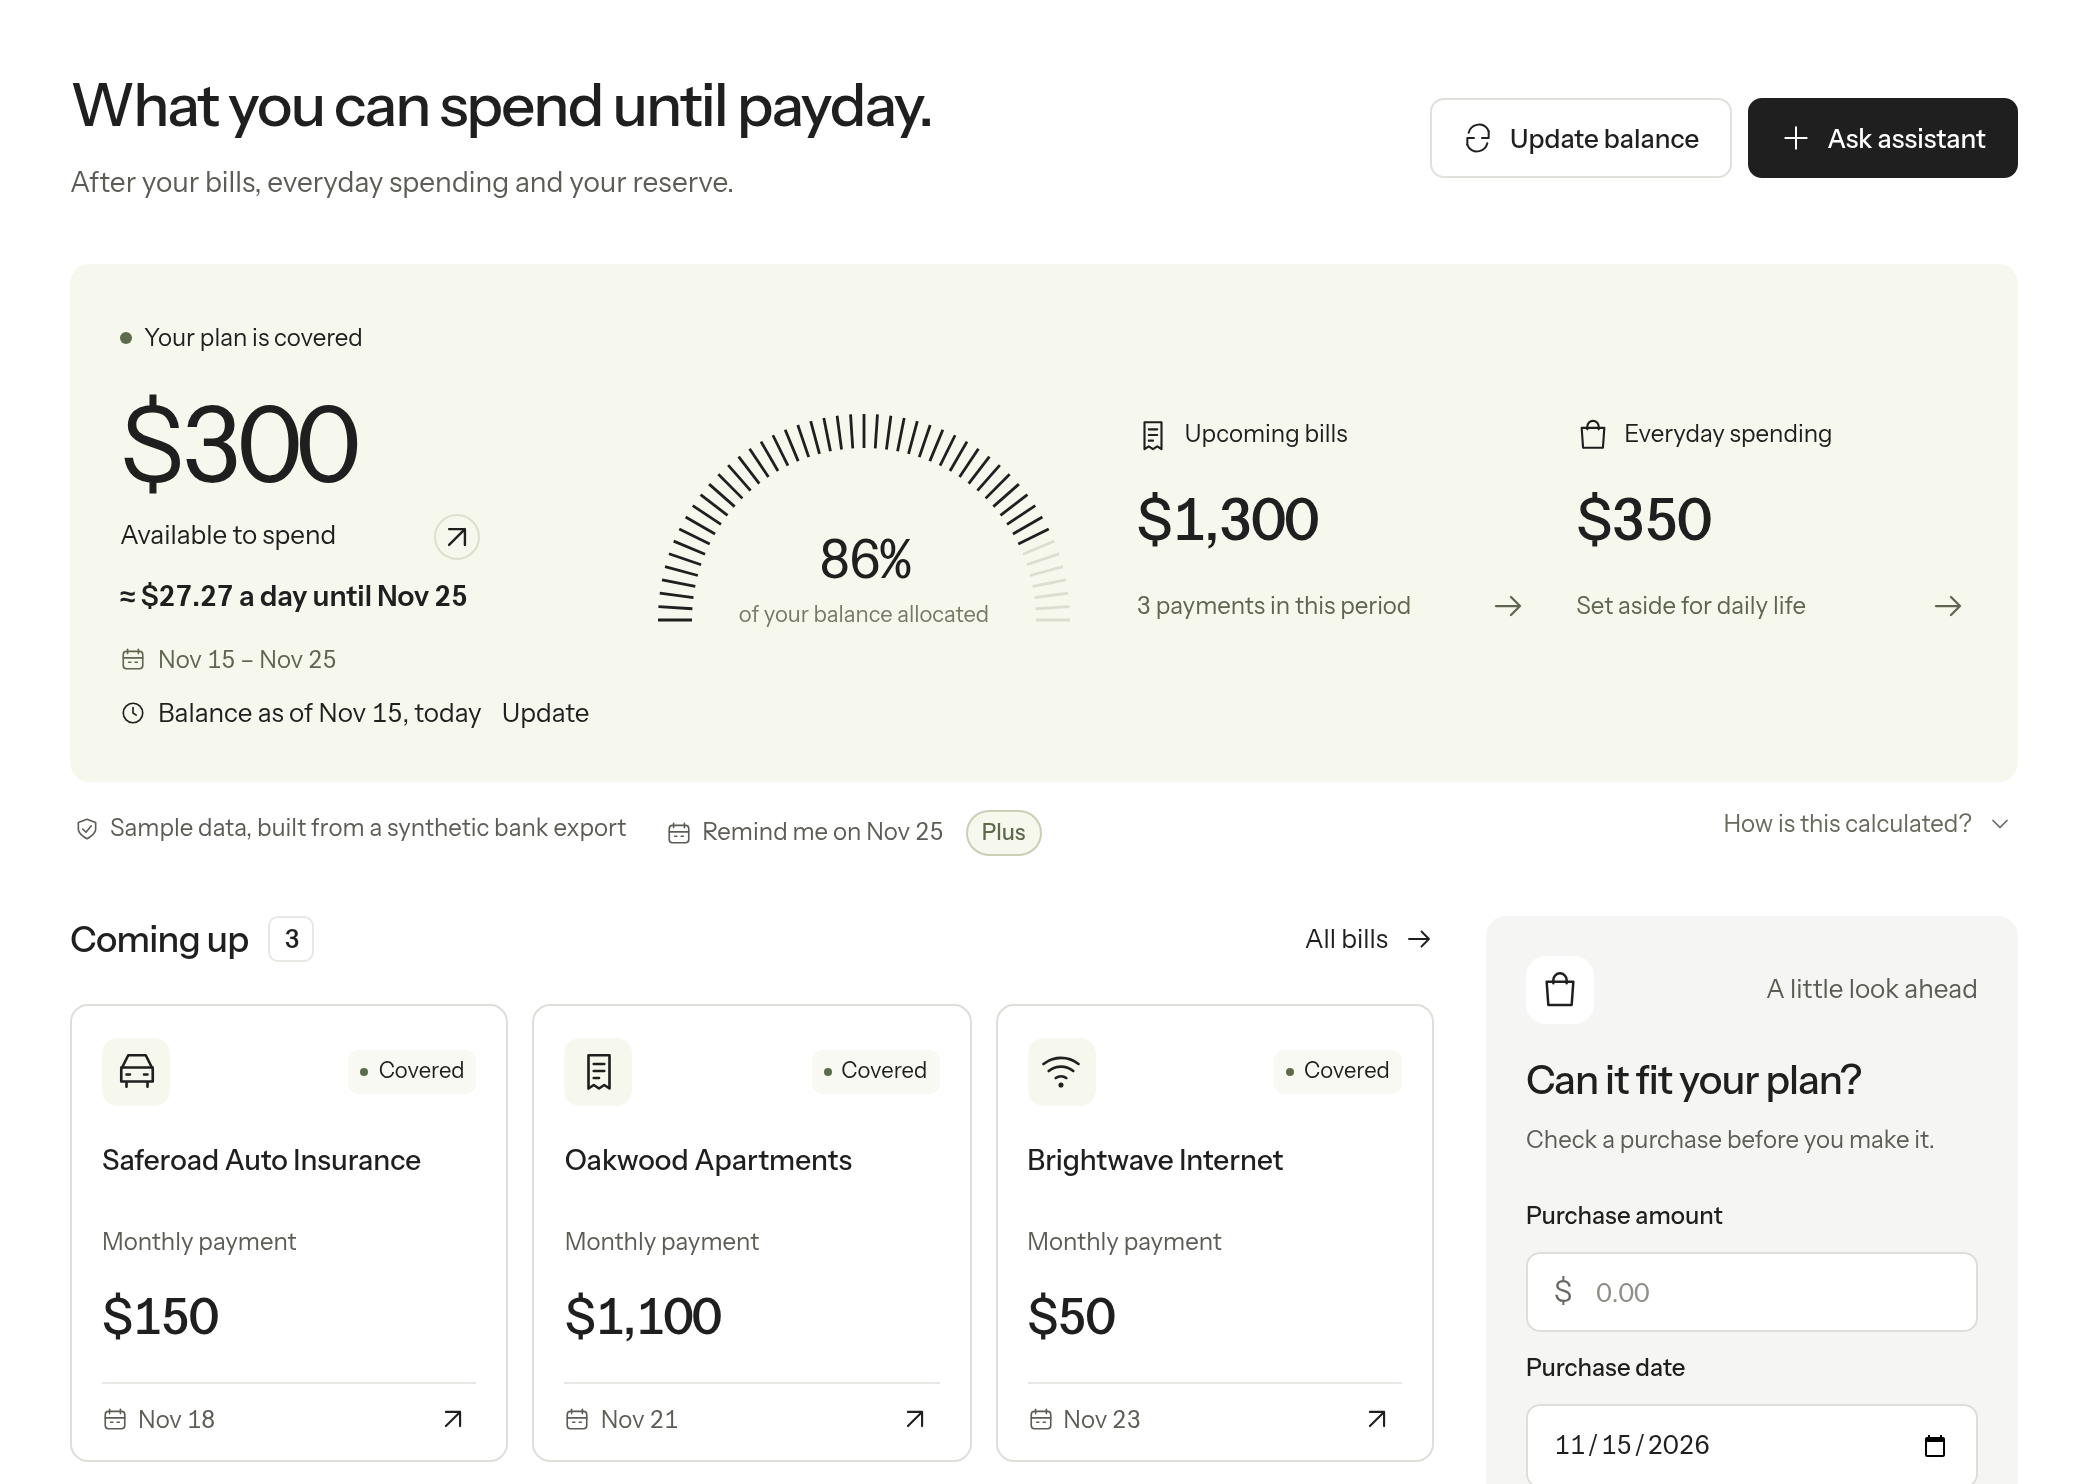 What you can spend until payday.
After your bills, everyday spending and your reserve.
Update balance
Ask assistant
Your plan is covered
$300
Available to spend
≈ $27.27 a day until Nov 25
Nov 15 – Nov 25
Balance as of Nov 15, today Update
86%
of your balance allocated
Upcoming bills
$1,300
3 payments in this period
Everyday spending
$350
Set aside for daily life
Sample data, built from a synthetic bank export
Remind me on Nov 25 Plus
How is this calculated?
Coming up 3
All bills
Covered
Saferoad Auto Insurance
Monthly payment
$150
Nov 18
Covered
Oakwood Apartments
Monthly payment
$1,100
Nov 21
Covered
Brightwave Internet
Monthly payment
$50
Nov 23
A little look ahead
Can it fit your plan?
Check a purchase before you make it.
Purchase amount
$ 0.00
Purchase date
11/15/2026